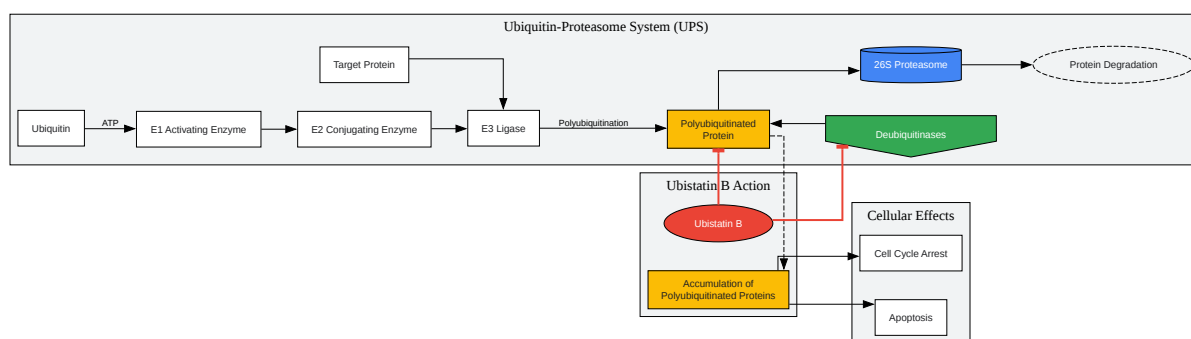 Ubiquitin-Proteasome System (UPS)
Target Protein
26S Proteasome
Protein Degradation
Ubiquitin
ATP
E1 Activating Enzyme
E2 Conjugating Enzyme
E3 Ligase
Polyubiquitination
Polyubiquitinated
Protein
Deubiquitinases
Ubistatin B Action
Ubistatin B
Accumulation of
Polyubiquitinated Proteins
Cellular Effects
Cell Cycle Arrest
Apoptosis